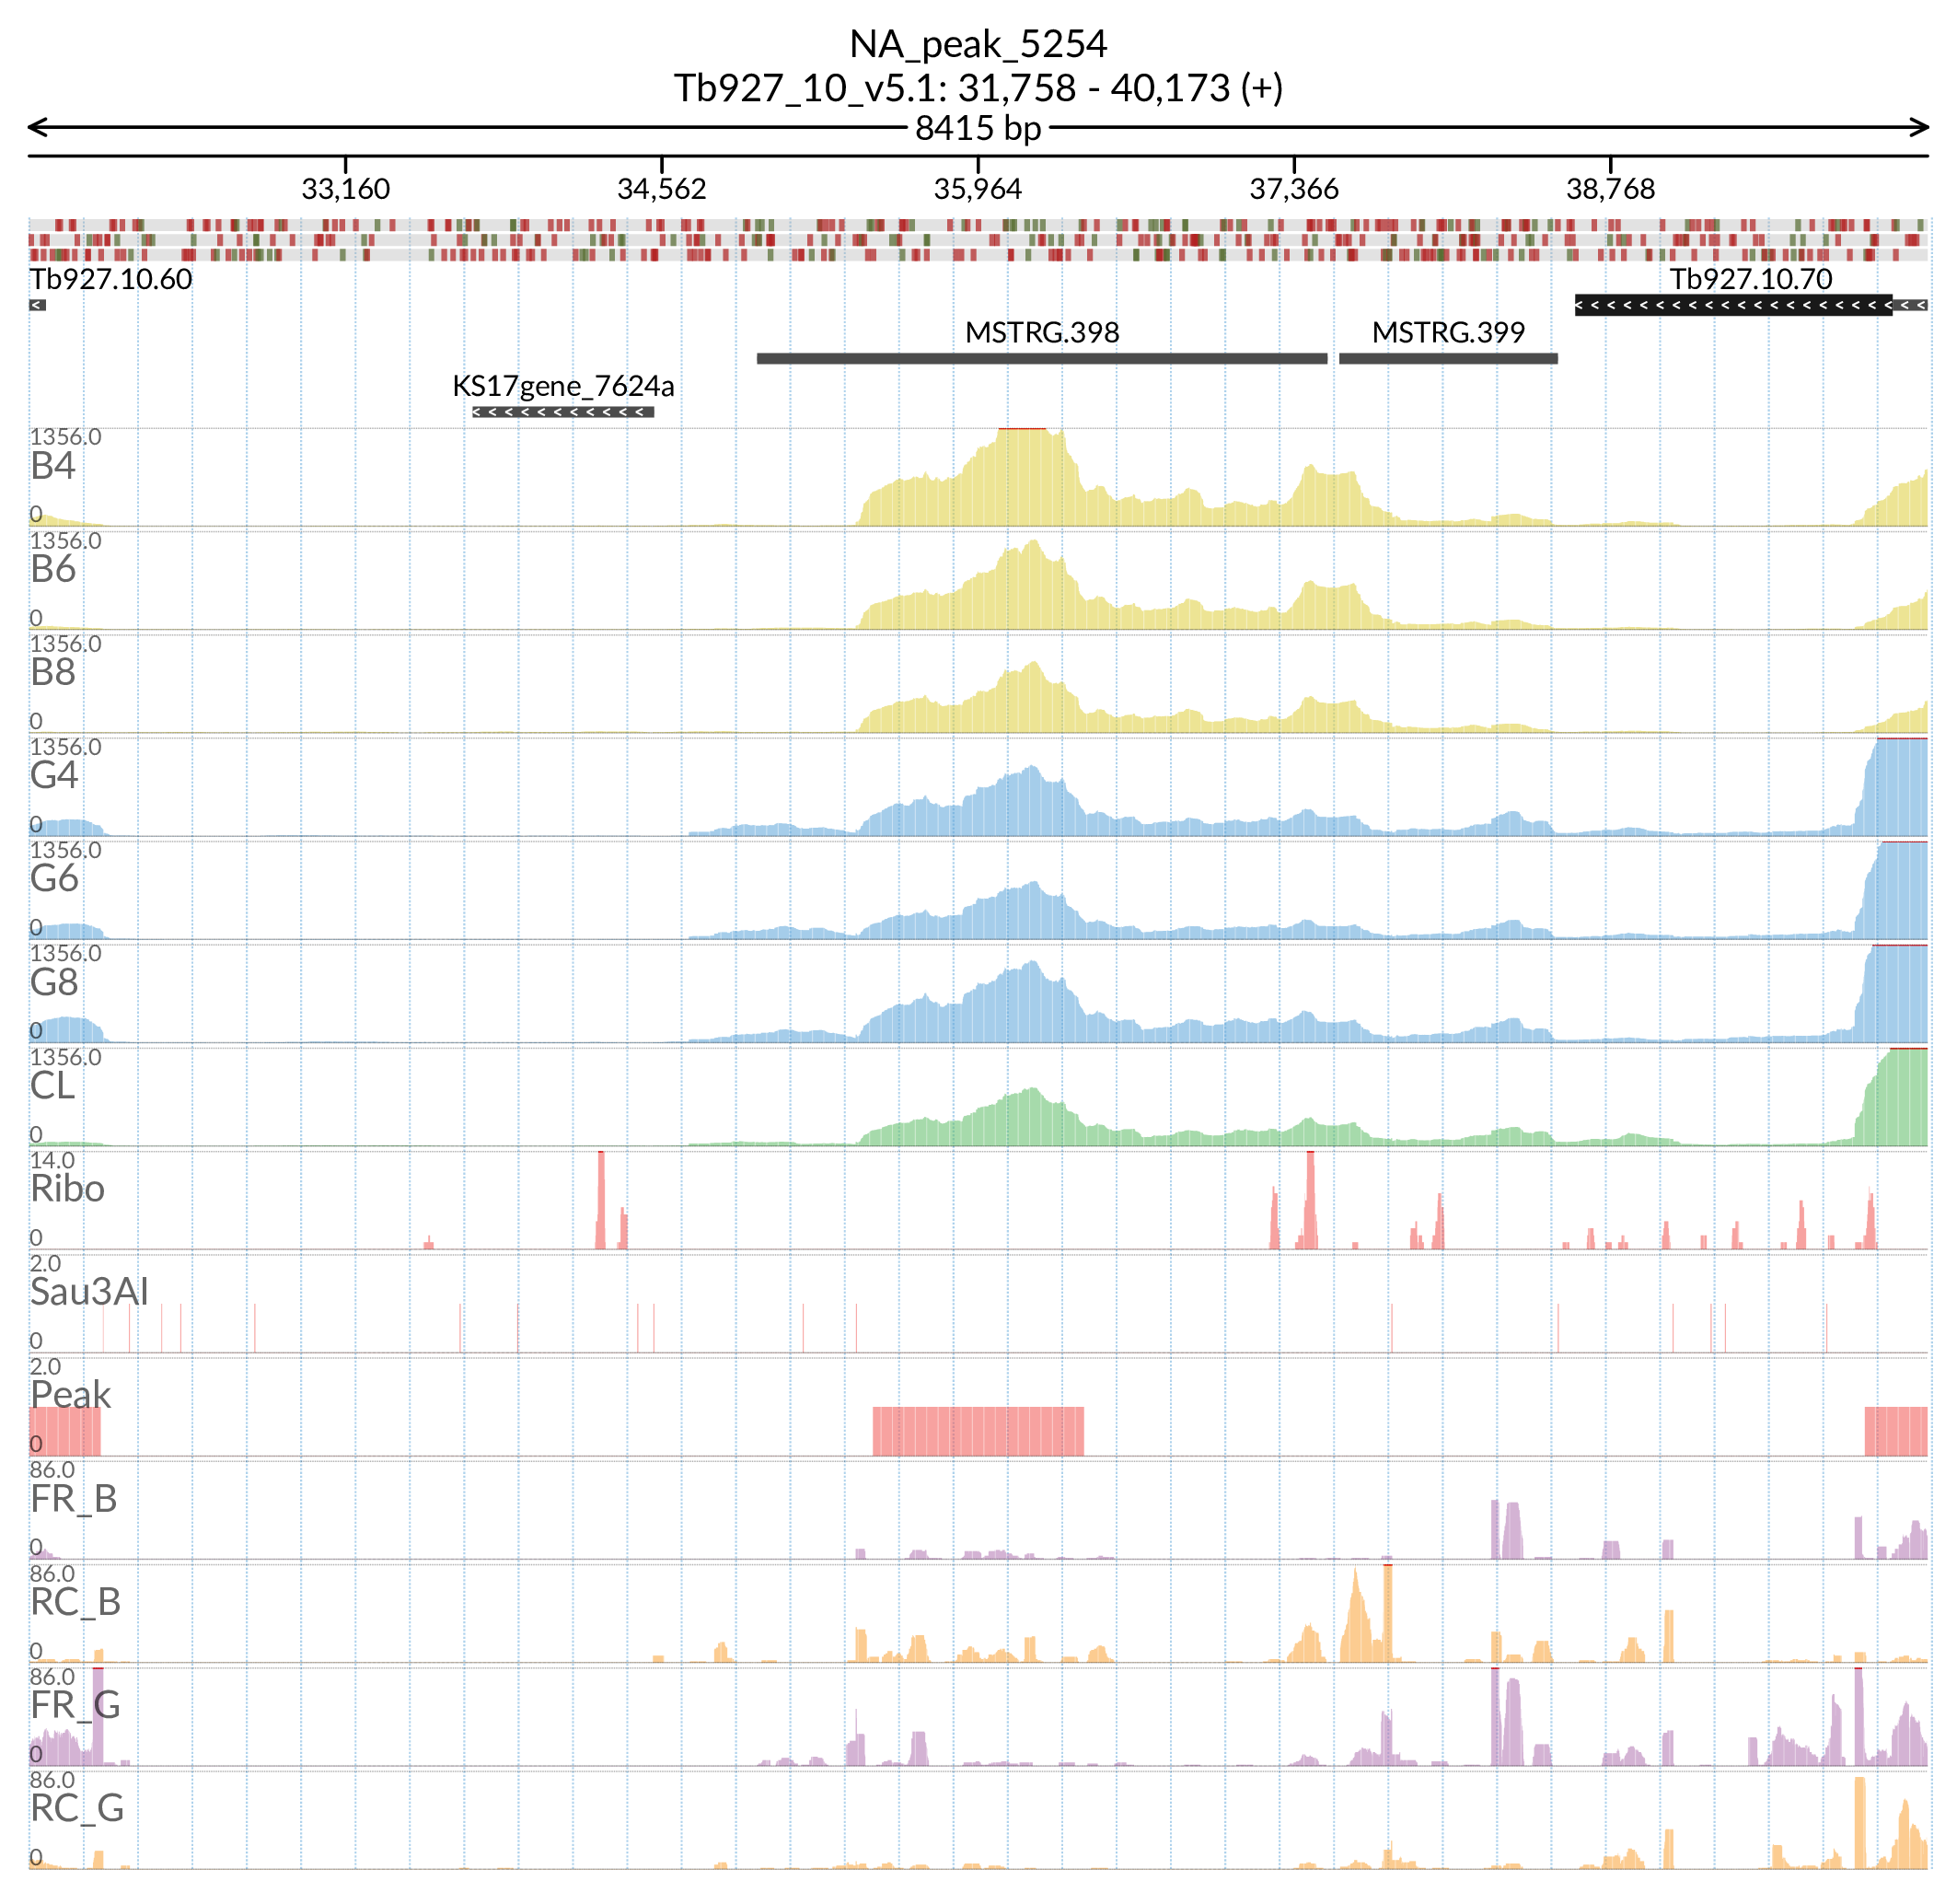 NA_peak_5254
Tb927_10_v5.1: 31,758 - 40,173 (+)
8415 bp
33,160 34,562 35,964 37,366 38,768
Tb927.10.60 Tb927.10.70
MSTRG.398 MSTRG.399
KS17gene_7624a
1356.0
B4
0
1356.0
B6
0
1356.0
B8
0
1356.0
G4
0
1356.0
G6
0
1356.0
G8
0
1356.0
CL
0
14.0
Ribo
0
2.0
Sau3AI
0
2.0
Peak
0
86.0
FR_B
0
86.0
RC_B
0
86.0
FR_G
0
86.0
RC_G
0